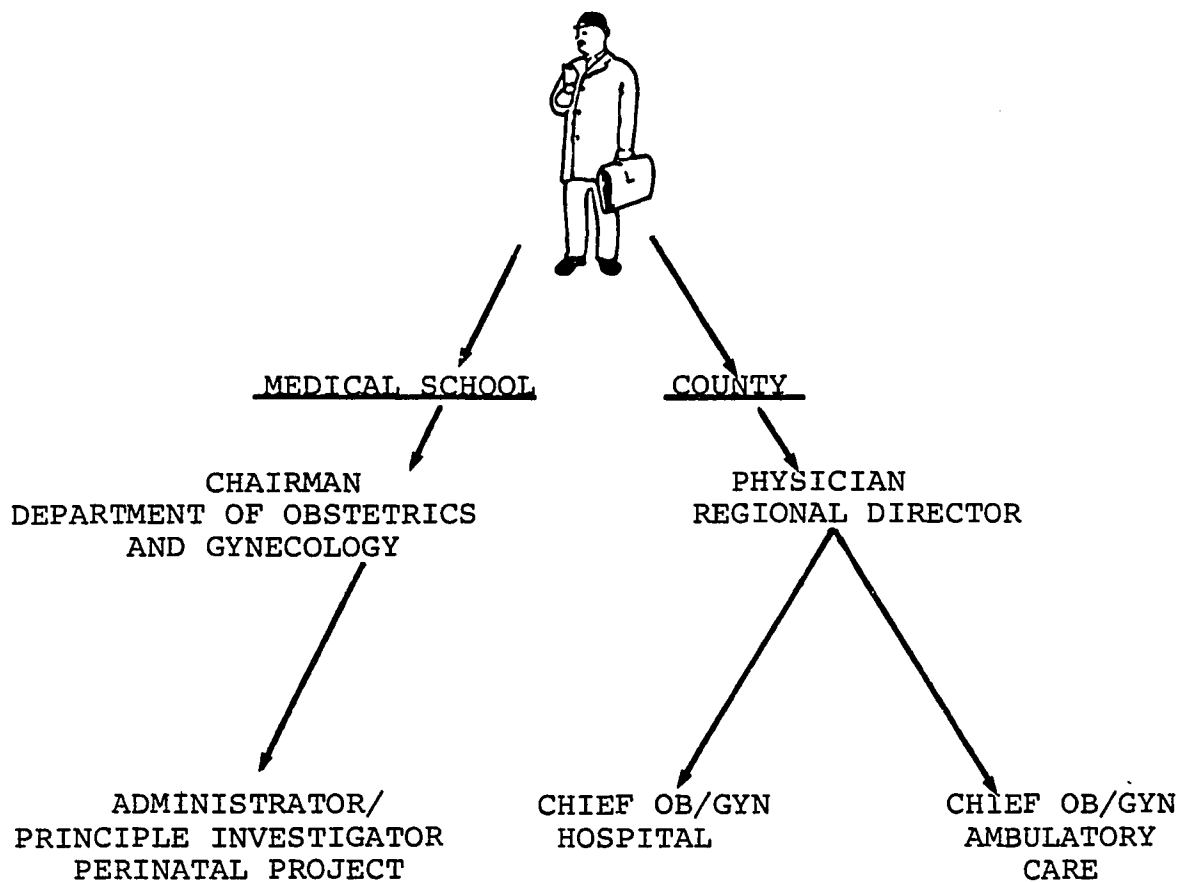 MEDICAL SCHOOL
COUNTY
CHAIRMAN
DEPARTMENT OF OBSTETRICS
AND GYNECOLOGY
PHYSICIAN
REGIONAL DIRECTOR
ADMINISTRATOR/
PRINCIPLE INVESTIGATOR
PERINATAL PROJECT
CHIEF OB/GYN
HOSPITAL
CHIEF OB/GYN
AMBULATORY
CARE